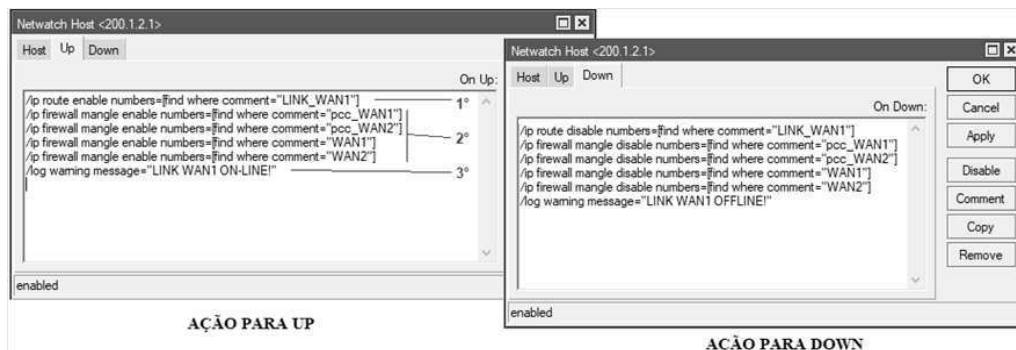 Netwatch Host <200.1.2.1>
Host Up Down
On Up:
/ip route enable numbers=[find where comment="LINK_WAN1"]
/ip firewall mangle enable numbers=[find where comment="pcc_WAN1"]
/ip firewall mangle enable numbers=[find where comment="pcc_WAN2"]
/ip firewall mangle enable numbers=[find where comment="WAN1"]
/ip firewall mangle enable numbers=[find where comment="WAN2"]
/log warning message="LINK WAN1 ON-LINE!"
1°
2°
3°
enabled
AÇÃO PARA UP
Netwatch Host <200.1.2.1>
Host Up Down
On Down:
/ip route disable numbers=[find where comment="LINK_WAN1"]
/ip firewall mangle disable numbers=[find where comment="pcc_WAN1"]
/ip firewall mangle disable numbers=[find where comment="pcc_WAN2"]
/ip firewall mangle disable numbers=[find where comment="WAN1"]
/ip firewall mangle disable numbers=[find where comment="WAN2"]
/log warning message="LINK WAN1 OFFLINE!"
OK
Cancel
Apply
Disable
Comment
Copy
Remove
enabled
AÇÃO PARA DOWN